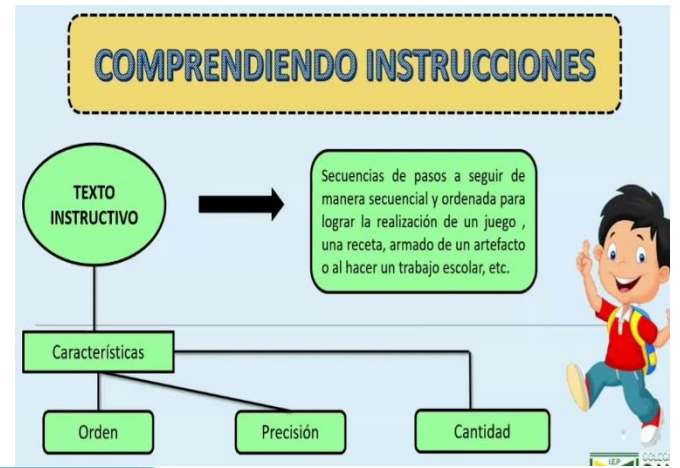 COMPRENDIENDO INSTRUCCIONES
TEXTO
INSTRUCTIVO
Secuencias de pasos a seguir de
manera secuencial y ordenada para
lograr la realización de un juego ,
una receta, armado de un artefacto
o al hacer un trabajo escolar, etc.
Características
Orden
Precisión
Cantidad
I.E.P